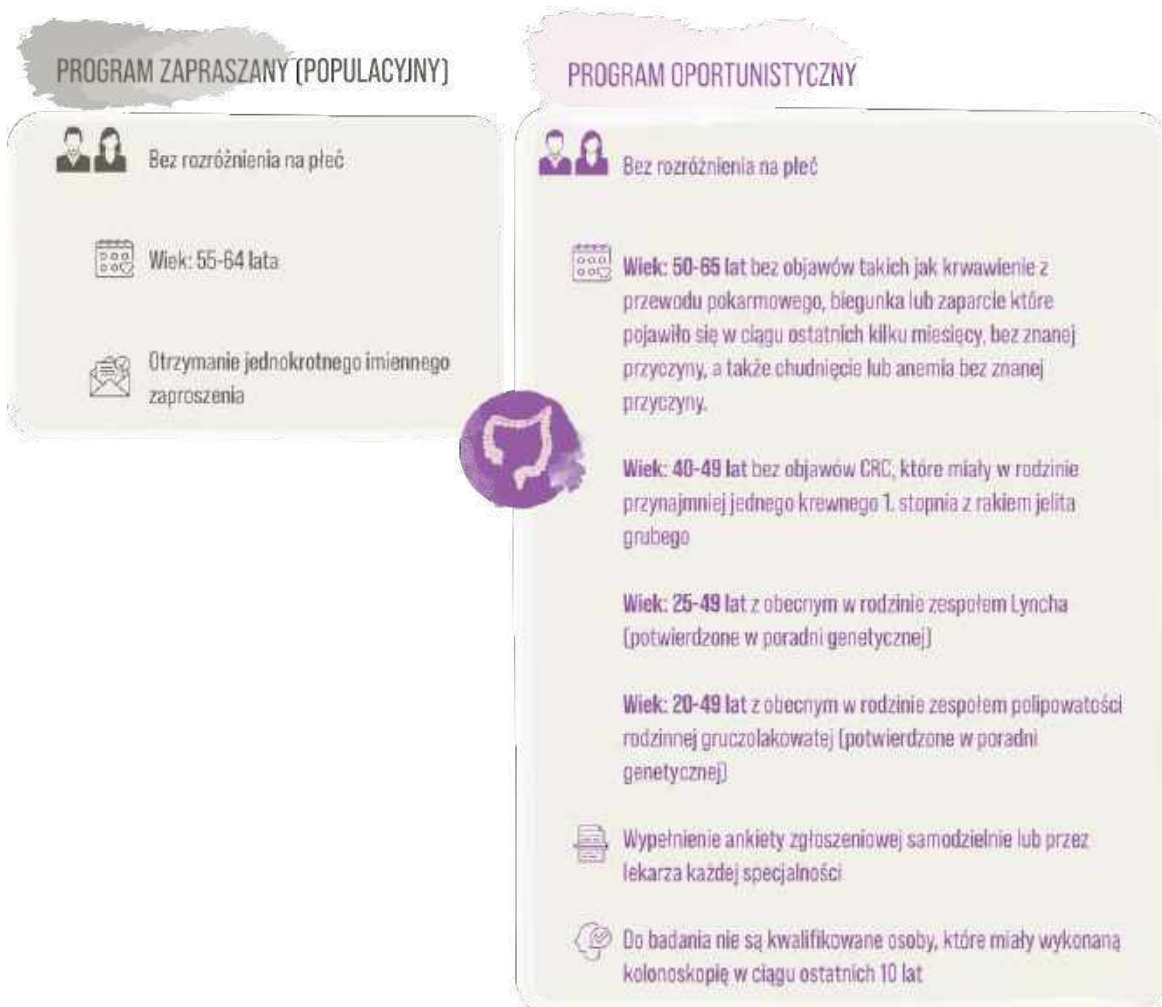 PROGRAM ZAPRASZANY (POPULACYJNY)
Bez rozróżnienia na płeć
Wiek: 55-64 lata
Otrzymanie jednokrotnego imiennego
zaproszenia
PROGRAM OPORTUNISTYCZNY
Bez rozróżnienia na płeć
Wiek: 50-65 lat bez objawów takich jak krwawienie z
przewodu pokarmowego, biegunka lub zaparcie które
pojawiło się w ciągu ostatnich kilku miesięcy, bez znanej
przyczyny, a także chudnięcie lub anemia bez znanej
przyczyny.
Wiek: 40-49 lat bez objawów CRC, które miały w rodzinie
przynajmniej jednego krewnego 1. stopnia z rakiem jelita
grubego
Wiek: 25-49 lat z obecnym w rodzinie zespołem Lyncha
(potwierdzone w poradni genetycznej)
Wiek: 20-49 lat z obecnym w rodzinie zespołem polipowatości
rodzinnej gruczolakowatej (potwierdzone w poradni
genetycznej)
Wypełnienie ankiety zgłoszeniowej samodzielnie lub przez
lekarza każdej specjalności
Do badania nie są kwalifikowane osoby, które miały wykonaną
kolonoskopię w ciągu ostatnich 10 lat